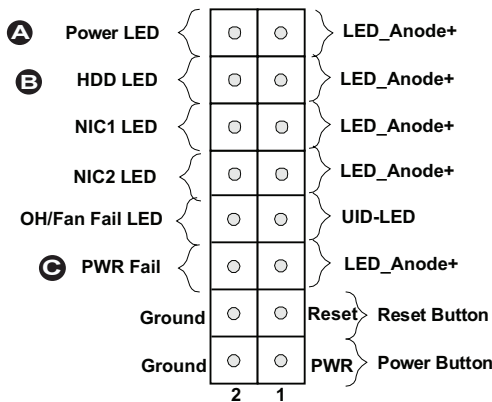 A Power LED LED_Anode+
B HDD LED LED_Anode+
NIC1 LED LED_Anode+
NIC2 LED LED_Anode+
OH/Fan Fail LED UID-LED
C PWR Fail LED_Anode+
Ground Reset Reset Button
Ground PWR Power Button
2 1